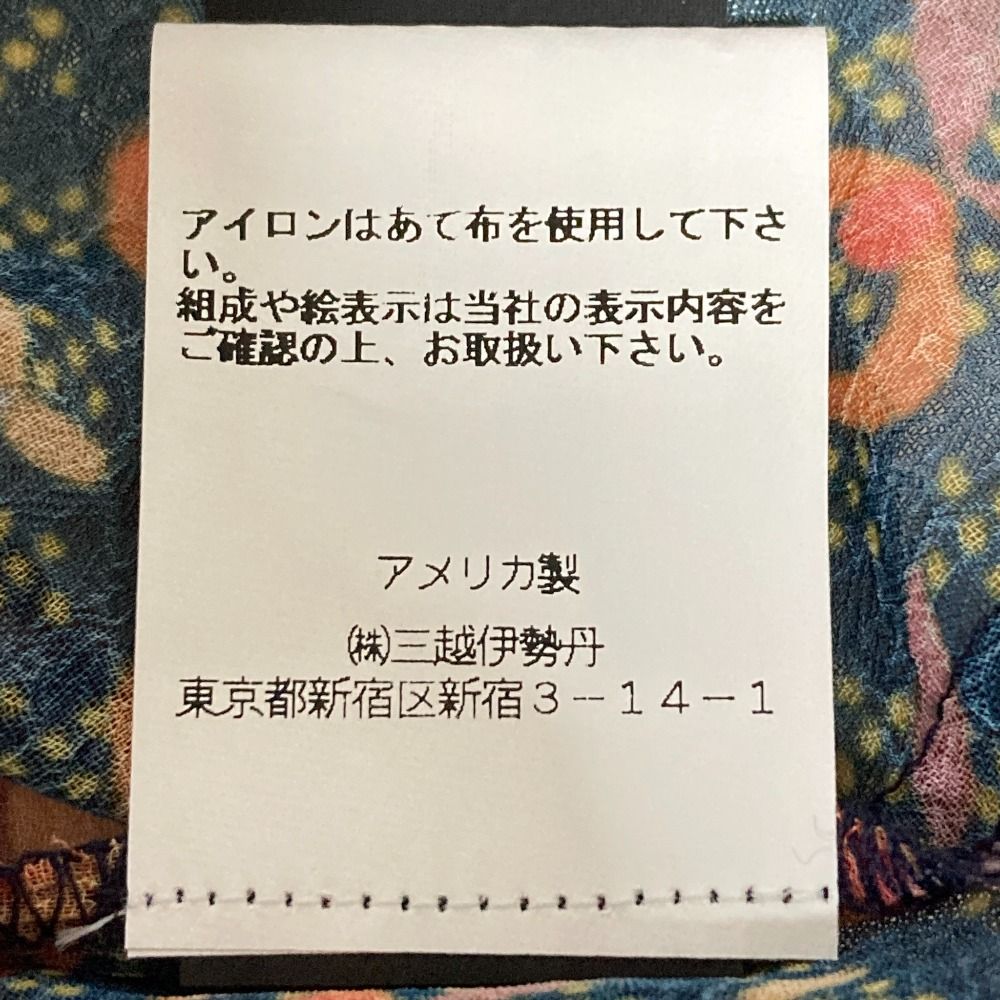 アイロンはあて布を使用して下さ
い。
組成や絵表示は当社の表示内容を
ご確認の上、お取扱い下さい。
アメリカ製
㈱三越伊勢丹
東京都新宿区新宿３－１４－１